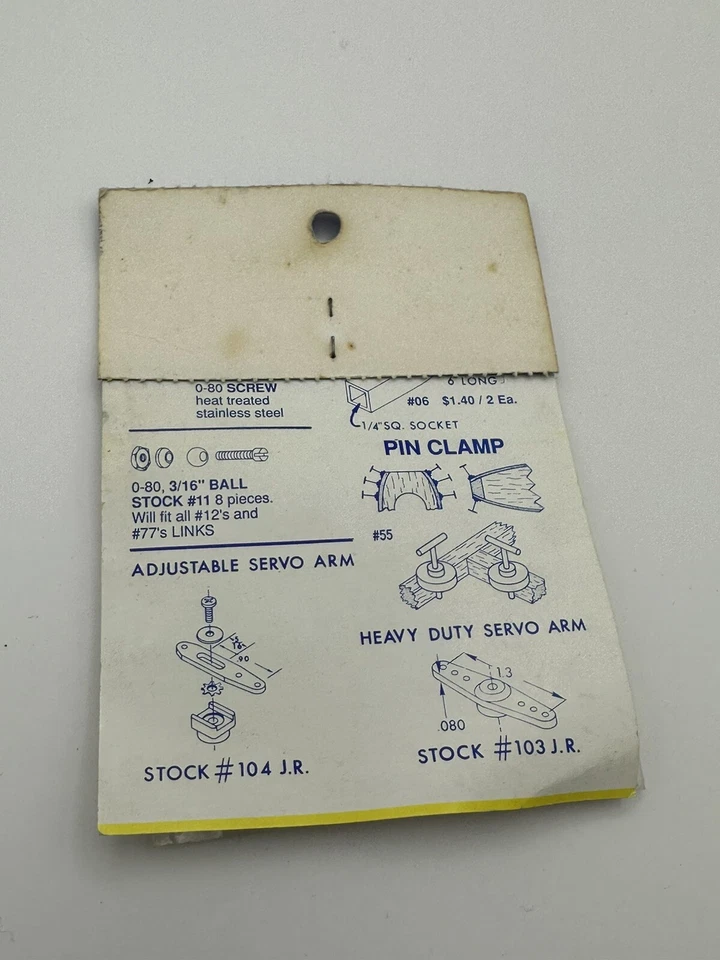 0-80 SCREW
heat treated
stainless steel
0-80, 3/16" BALL
STOCK #11 8 pieces.
Will fit all #12's and
#77's LINKS
ADJUSTABLE SERVO ARM
.90
STOCK #104 J.R.
6" LONG
#06 $1.40 / 2 Ea.
1/4" SQ. SOCKET
PIN CLAMP
#55
HEAVY DUTY SERVO ARM
1.3
.080
STOCK #103 J.R.